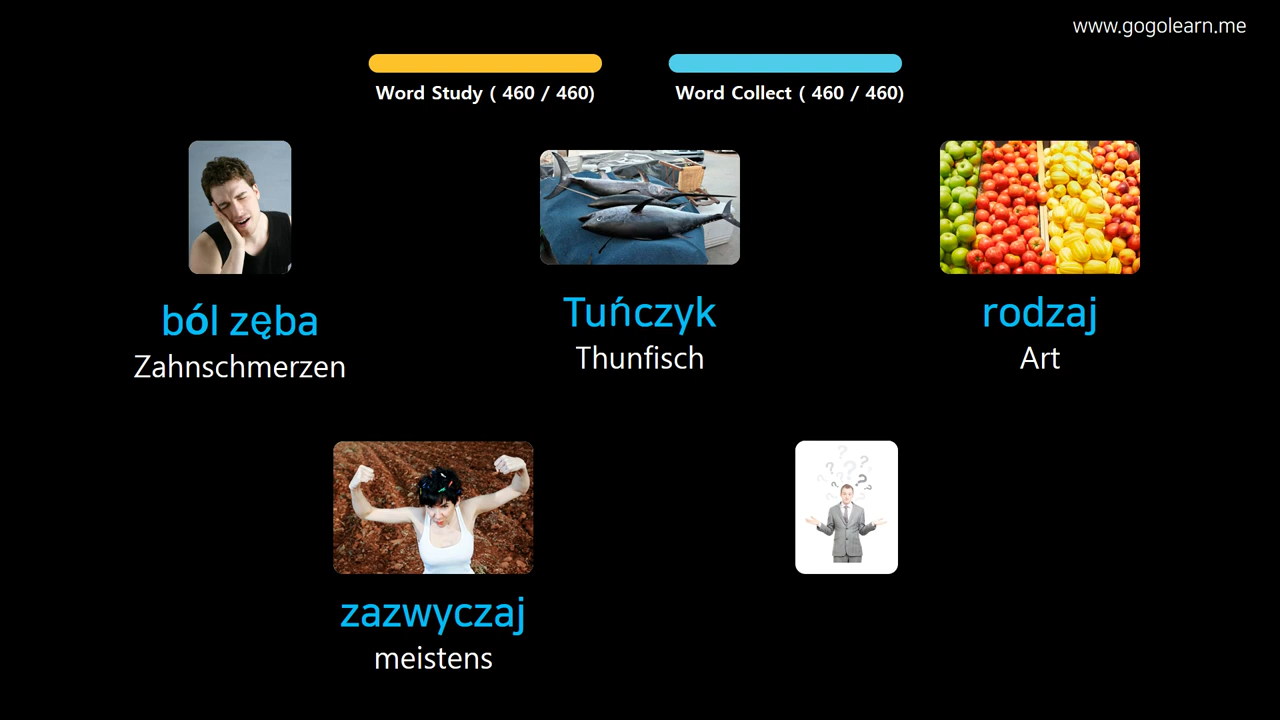 www.gogolearn.me
Word Study ( 460 / 460)
Word Collect ( 460 / 460)
ból zęba
Zahnschmerzen
Tuńczyk
Thunfisch
rodzaj
Art
zazwyczaj
meistens